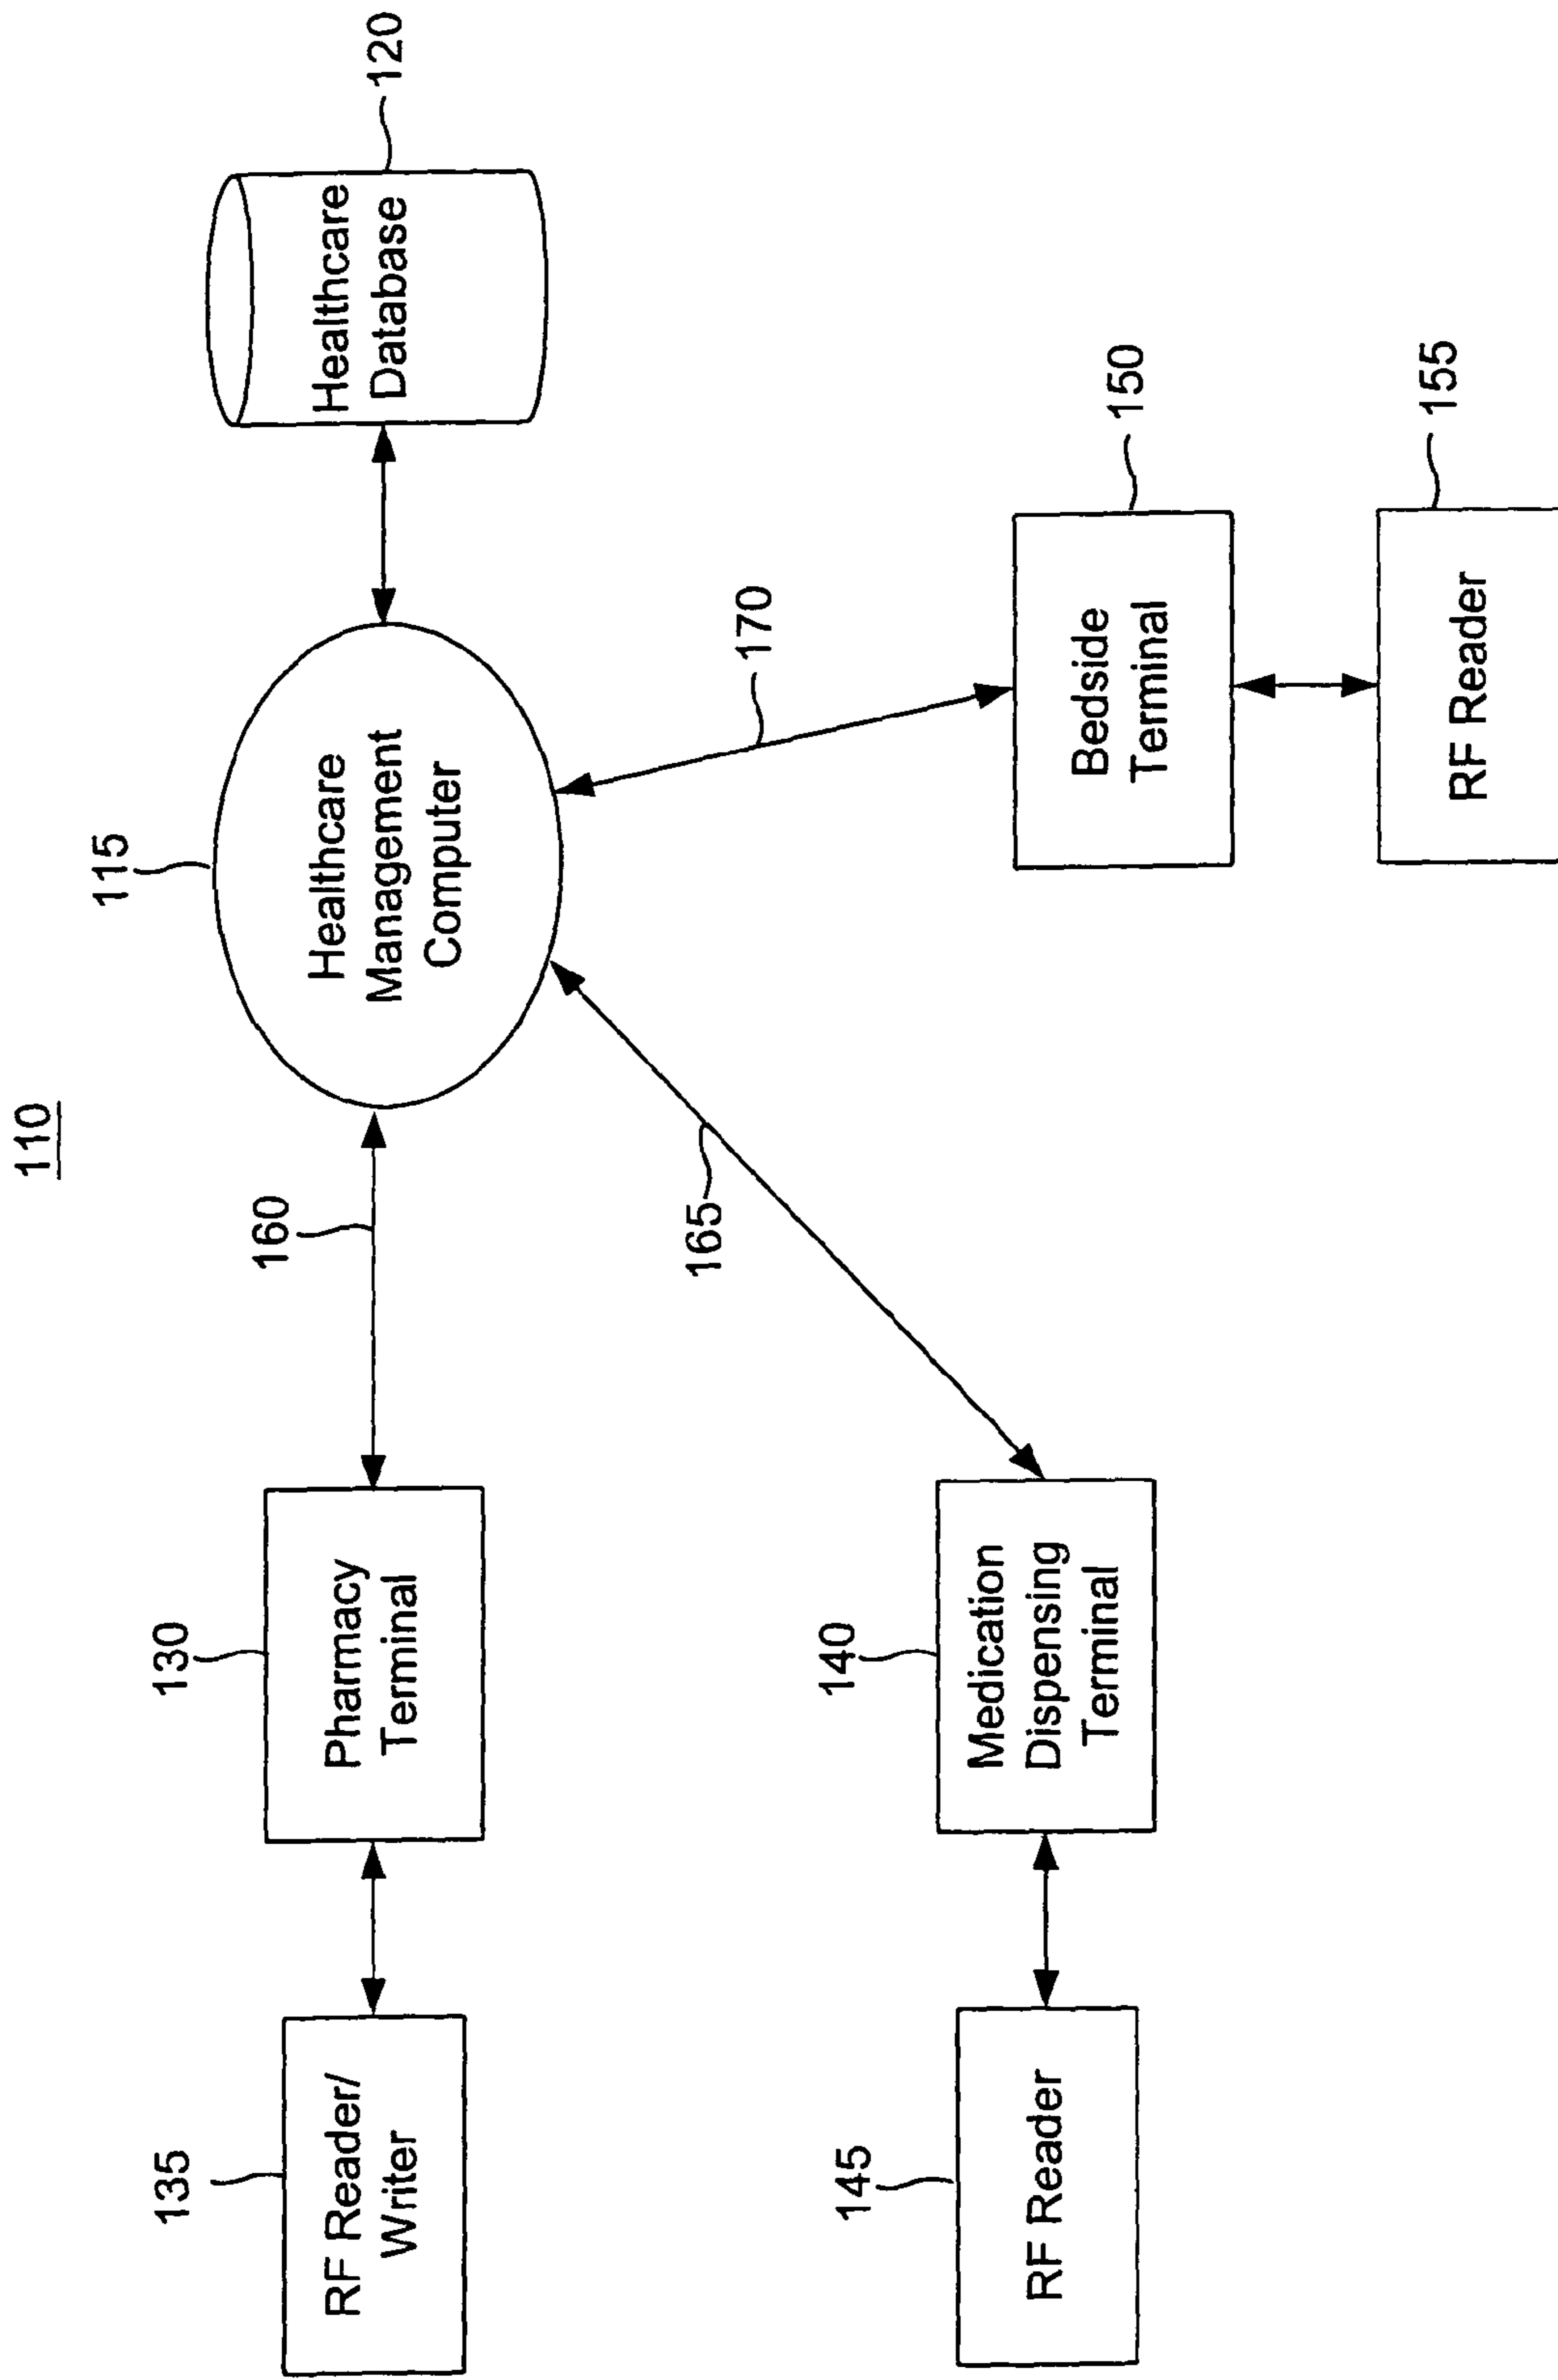 110
115
Healthcare
Management
Computer
120
Healthcare
Database
160
130
Pharmacy
Terminal
135
RF Reader/
Writer
165
170
140
Medication
Dispensing
Terminal
145
RF Reader
150
Bedside
Terminal
155
RF Reader